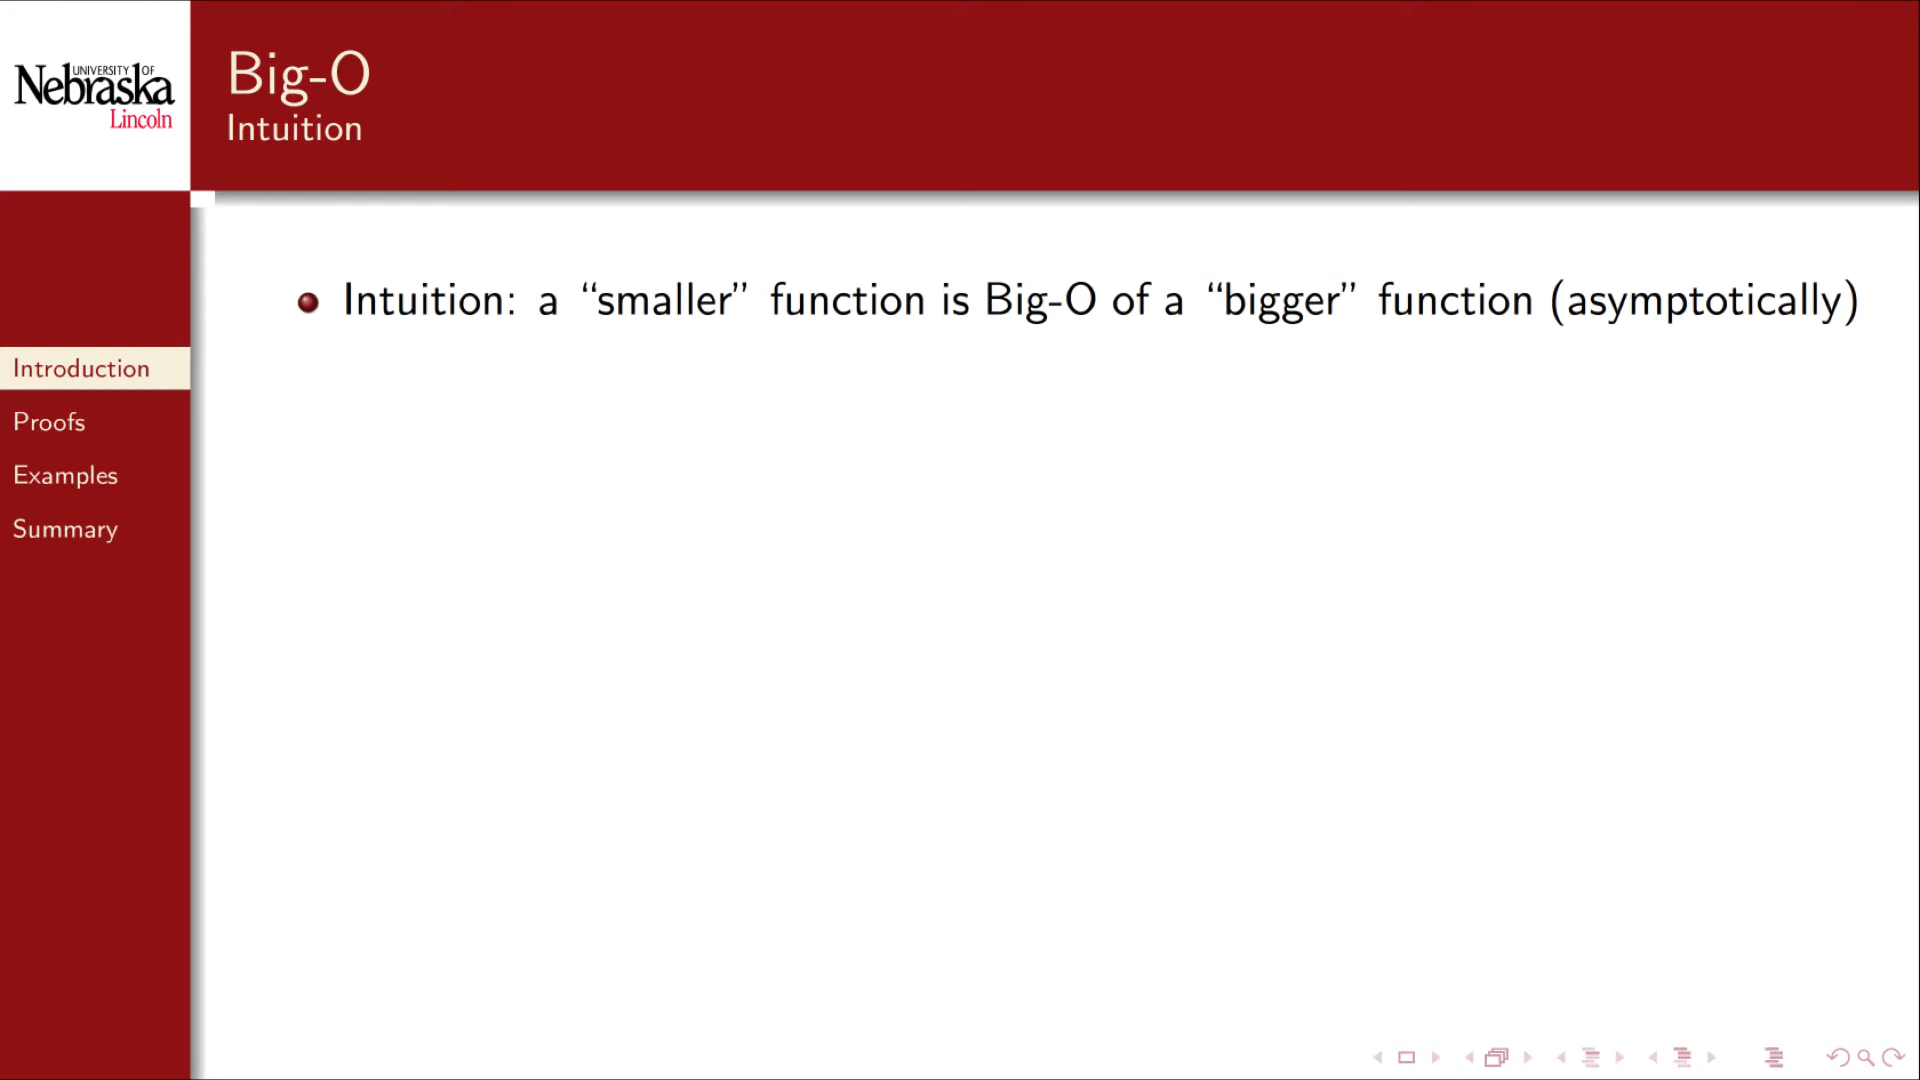 UNIVERSITY OF
Nebraska
Lincoln
Big-O
Intuition
Introduction
Proofs
Examples
Summary
Intuition: a “smaller” function is Big-O of a “bigger” function (asymptotically)